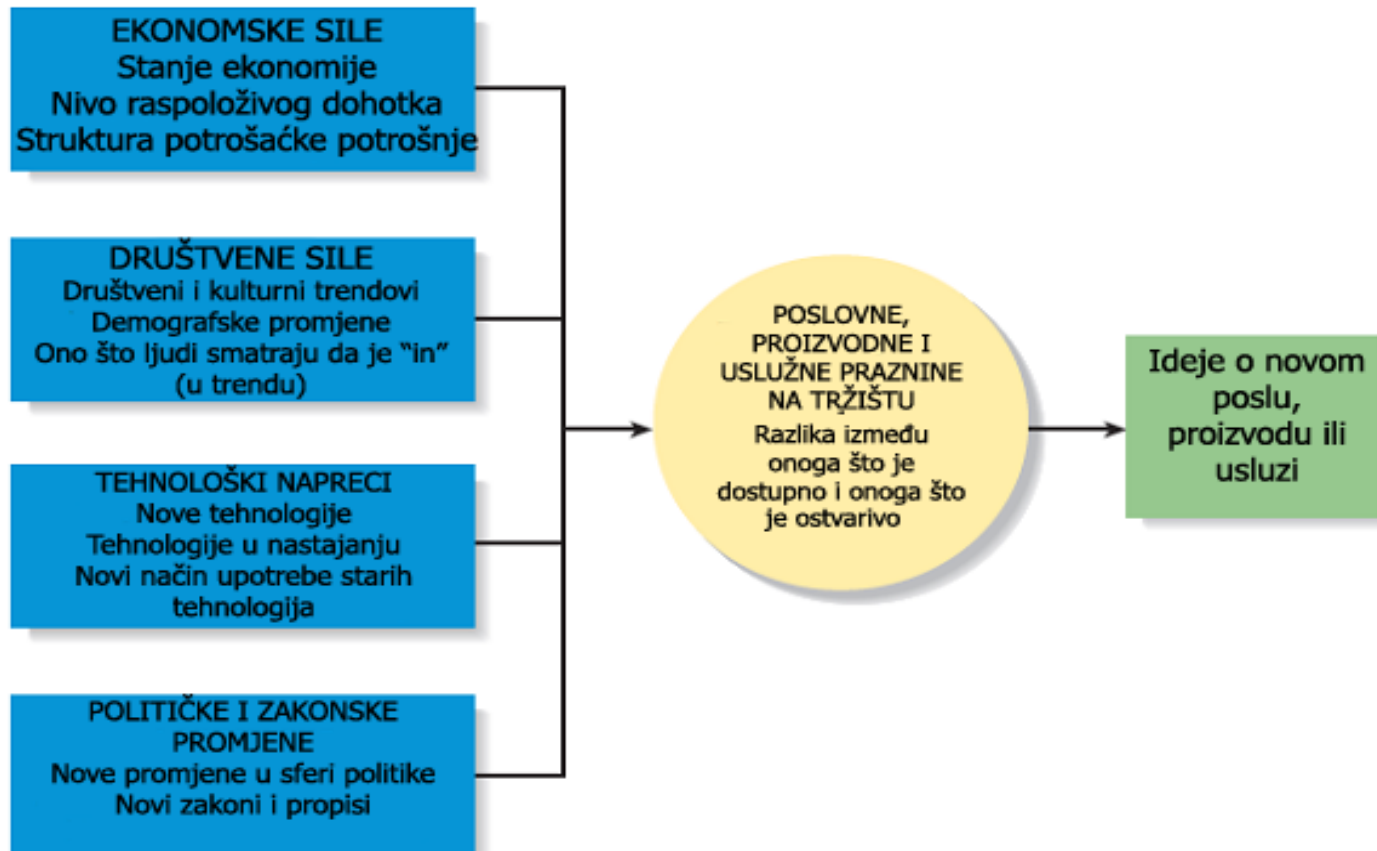 EKONOMSKE SILE
Stanje ekonomije
Nivo raspoloživog dohotka
Struktura potrošaćke potrošnje
DRUŠTVENE SILE
Društveni i kulturni trendovi
Demografske promjene
Ono što ljudi smatraju da je “in”
(u trendu)
TEHNOLOŠKI NAPRECI
Nove tehnologije
Tehnologije u nastajanju
Novi način upotrebe starih
tehnologija
POLITIČKE I ZAKONSKE
PROMJENE
Nove promjene u sferi politike
Novi zakoni i propisi
POSLOVNE,
PROIZVODNE I
USLUŽNE PRAZNINE
NA TRŽIŠTU
Razlika između
onoga što je
dostupno i onoga što
je ostvarivo
Ideje o novom
poslu,
proizvodu ili
usluzi